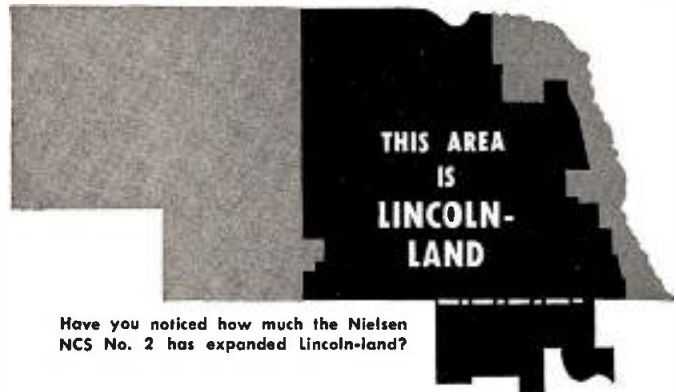 THIS AREA
IS
LINCOLN-
LAND
Have you noticed how much the Nielsen
NCS No. 2 has expanded Lincoln-land?